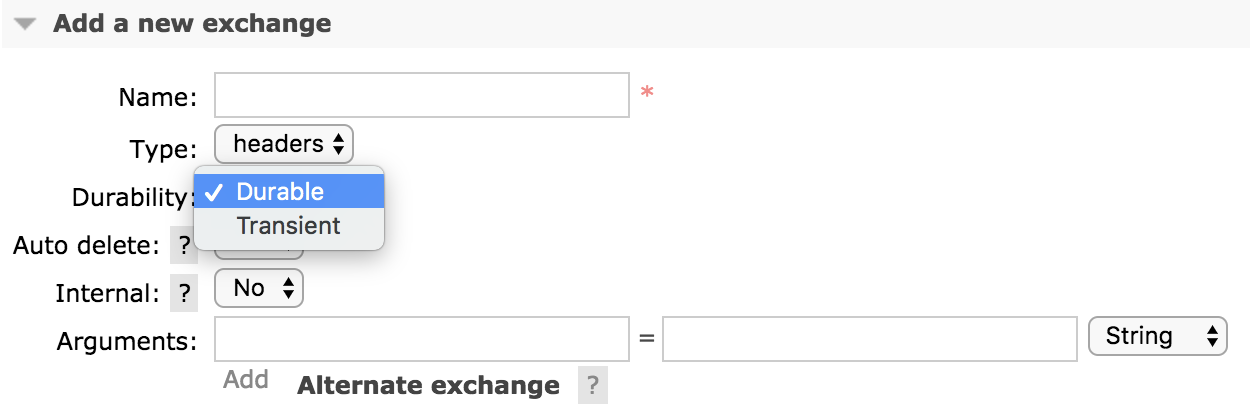 Add a new exchange
Name: *
Type: headers
Durability: ✓ Durable
Transient
Auto delete: ?
Internal: ? No
Arguments: = String
Add Alternate exchange ?